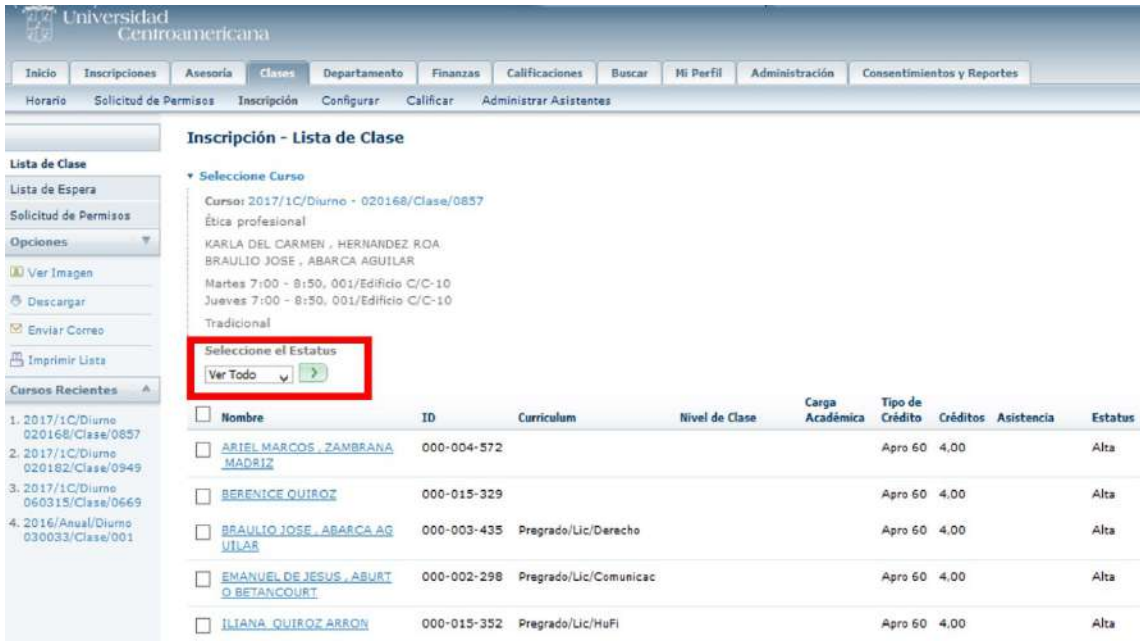 Universidad
Centroamericana
Inicio Inscripciones Asesoría Clases Departamento Finanzas Calificaciones Buscar Mi Perfil Administración Consentimientos y Reportes
Horario Solicitud de Permisos Inscripción Configurar Calificar Administrar Asistentes
Inscripción - Lista de Clase
Lista de Clase
Lista de Espera
Solicitud de Permisos
Opciones
Ver Imagen
Descargar
Enviar Correo
Imprimir Lista
Cursos Recientes
1. 2017/1C/Diurno
020168/Clase/0857
2. 2017/1C/Diurno
020182/Clase/0949
3. 2017/1C/Diurno
060315/Clase/0669
4. 2016/Anual/Diurno
030033/Clase/001
Seleccione Curso
Curso: 2017/1C/Diurno - 020168/Clase/0857
Ética profesional
KARLA DEL CARMEN , HERNANDEZ ROA
BRAULIO JOSE , ABARCA AGUILAR
Martes 7:00 - 8:50, 001/Edificio C/C-10
Jueves 7:00 - 8:50, 001/Edificio C/C-10
Tradicional
Seleccione el Estatus
Ver Todo
Nombre ID Curriculum Nivel de Clase Carga Académica Tipo de Crédito Créditos Asistencia Estatus
ARIEL MARCOS , ZAMBRANA 000-004-572 Apro 60 4.00 Alta
MADRIZ
BERENICE QUIROZ 000-015-329 Apro 60 4.00 Alta
BRAULIO JOSE , ABARCA AG 000-003-435 Pregrado/Lic/Derecho Apro 60 4.00 Alta
UILAR
EMANUEL DE JESUS , ABURT 000-002-298 Pregrado/Lic/Comunicac Apro 60 4.00 Alta
O BETANCOURT
ILIANA QUIROZ ARRON 000-015-352 Pregrado/Lic/HuFi Apro 60 4.00 Alta